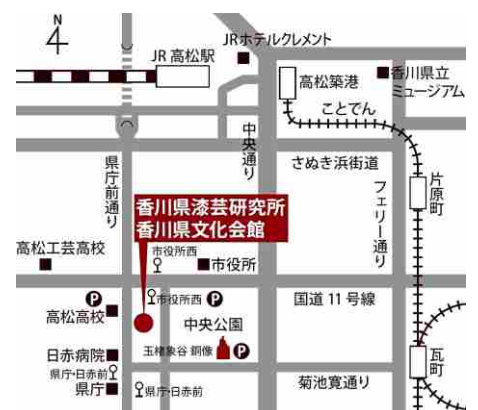 N
JRホテルクレメント
JR 高松駅
高松築港
香川県立
ミュージアム
ことでん
中央通り
さぬき浜街道
県庁前通り
フェリー通り
片原町
香川県漆芸研究所
香川県文化会館
高松工芸高校
市役所西
市役所
P
市役所西
P
国道11号線
高松高校
中央公園
日赤病院
玉楮象谷 銅像
P
瓦町
県庁・日赤前
県庁
県庁・日赤前
菊池寛通り